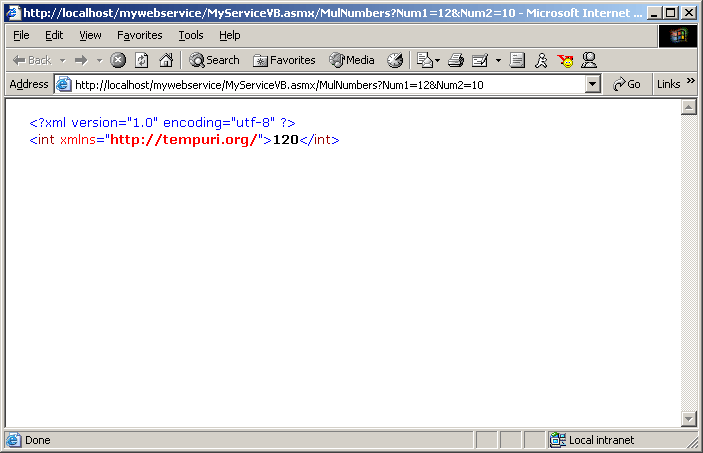 http://localhost/mywebservice/MyServiceVB.asmx/MulNumbers?Num1=12&Num2=10 - Microsoft Internet ...
File Edit View Favorites Tools Help
Back Search Favorites Media
Address http://localhost/mywebservice/MyServiceVB.asmx/MulNumbers?Num1=12&Num2=10 Go Links »
<?xml version="1.0" encoding="utf-8" ?>
<int xmlns="http://tempuri.org/">120</int>
Done Local intranet